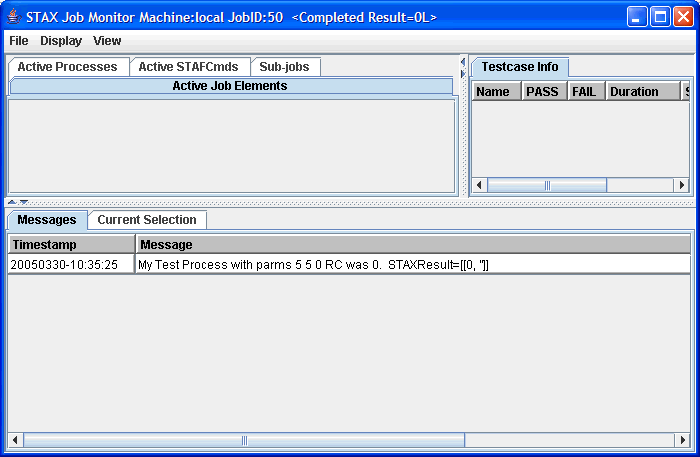 STAX Job Monitor Machine:local JobID:50 <Completed Result=0L>
File Display View
Active Processes Active STAFCmds Sub-jobs
Active Job Elements
Testcase Info
Name PASS FAIL Duration S
Messages Current Selection
Timestamp Message
20050330-10:35:25 My Test Process with parms 5 5 0 RC was 0. STAXResult=[[0, '']]